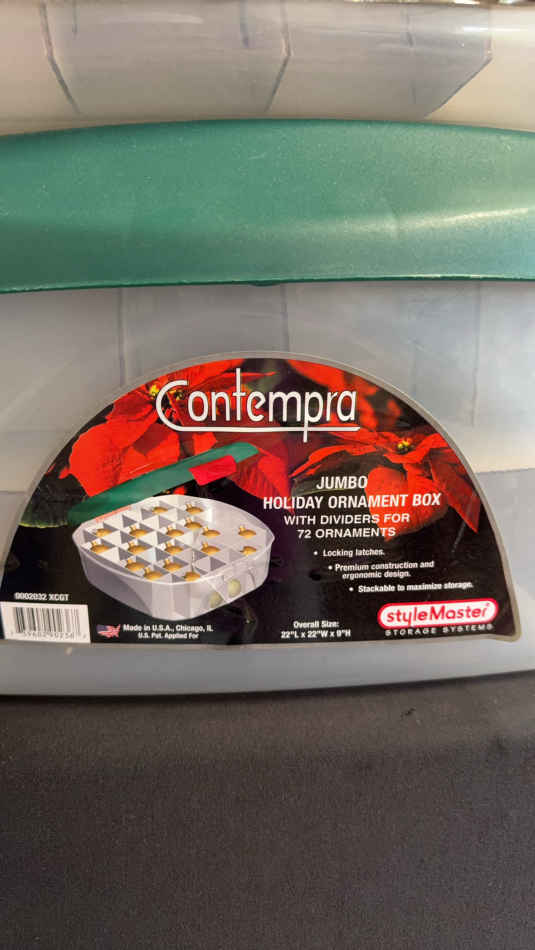 Contempra
JUMBO
HOLIDAY ORNAMENT BOX
WITH DIVIDERS FOR
72 ORNAMENTS
• Locking latches.
• Premium construction and
ergonomic design.
• Stackable to maximize storage.
0002032 XCGT
Made in U.S.A., Chicago, IL
U.S. Pat. Applied For
Overall Size:
22"L x 22"W x 9"H
styleMaster
STORAGE SYSTEMS